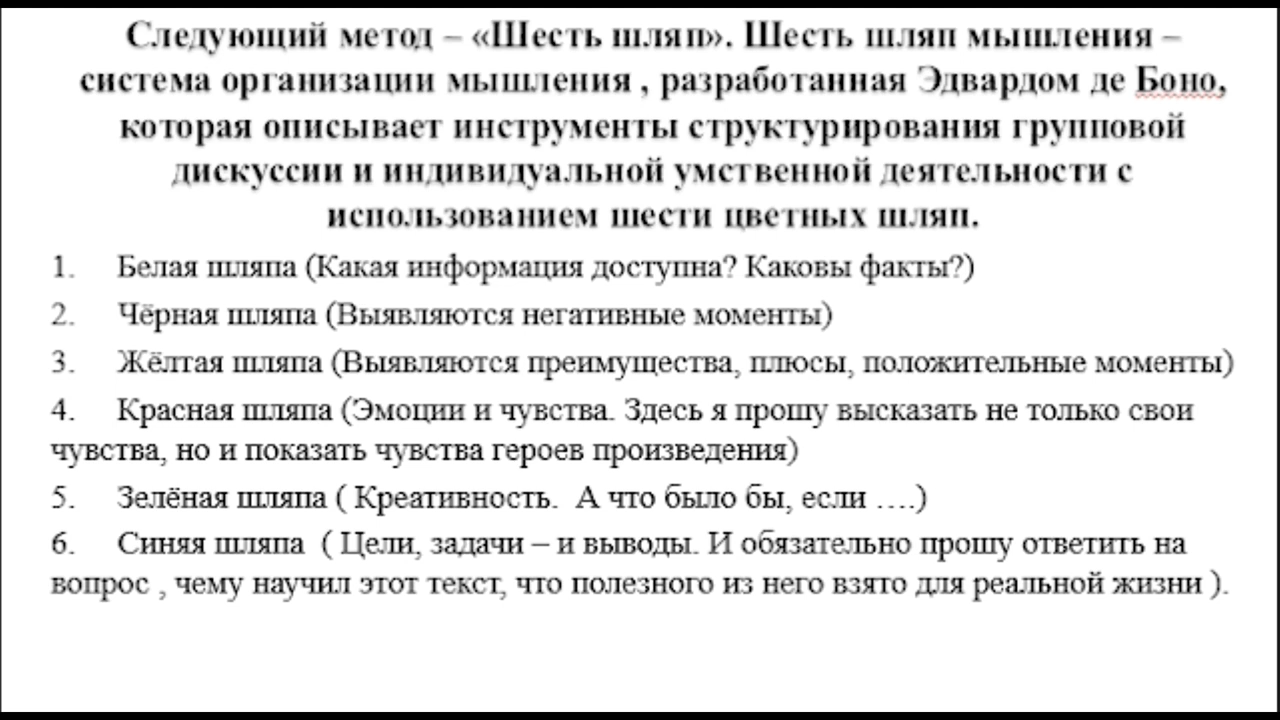 Следующий метод – «Шесть шляп». Шесть шляп мышления –
система организации мышления , разработанная Эдвардом де Боно,
которая описывает инструменты структурирования групповой
дискуссии и индивидуальной умственной деятельности с
использованием шести цветных шляп.
1. Белая шляпа (Какая информация доступна? Каковы факты?)
2. Чёрная шляпа (Выявляются негативные моменты)
3. Жёлтая шляпа (Выявляются преимущества, плюсы, положительные моменты)
4. Красная шляпа (Эмоции и чувства. Здесь я прошу высказать не только свои
чувства, но и показать чувства героев произведения)
5. Зелёная шляпа ( Креативность. А что было бы, если ….)
6. Синяя шляпа ( Цели, задачи – и выводы. И обязательно прошу ответить на
вопрос , чему научил этот текст, что полезного из него взято для реальной жизни ).